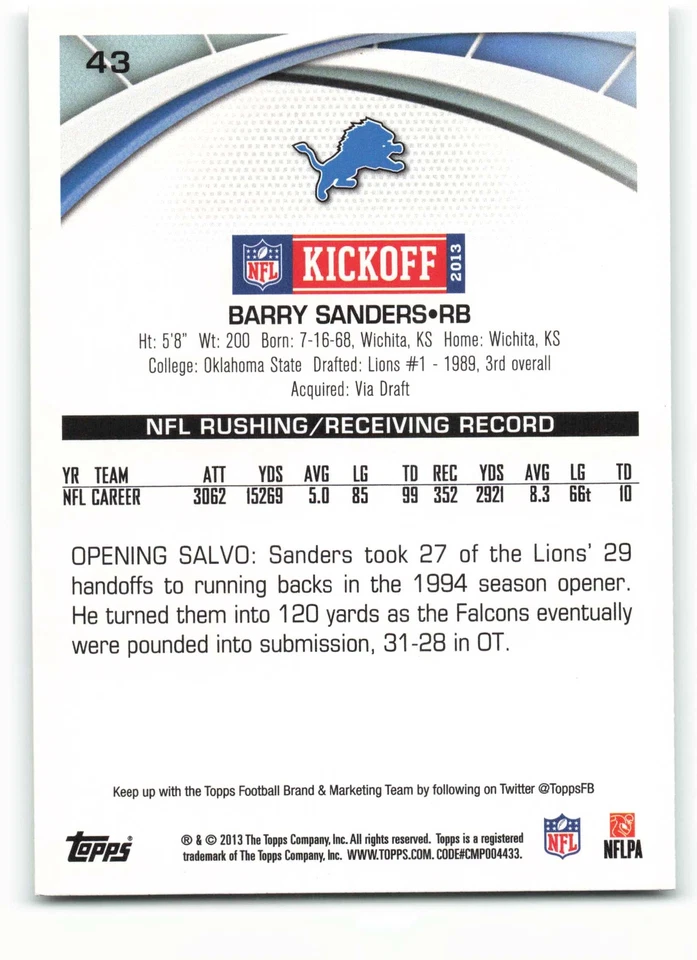 43
NFL KICKOFF 2013
BARRY SANDERS•RB
Ht: 5'8" Wt: 200 Born: 7-16-68, Wichita, KS Home: Wichita, KS
College: Oklahoma State Drafted: Lions #1 - 1989, 3rd overall
Acquired: Via Draft
NFL RUSHING/RECEIVING RECORD
YR TEAM ATT YDS AVG LG TD REC YDS AVG LG TD
NFL CAREER 3062 15269 5.0 85 99 352 2921 8.3 66t 10
OPENING SALVO: Sanders took 27 of the Lions' 29
handoffs to running backs in the 1994 season opener.
He turned them into 120 yards as the Falcons eventually
were pounded into submission, 31-28 in OT.
Keep up with the Topps Football Brand & Marketing Team by following on Twitter @ToppsFB
Topps® ® & © 2013 The Topps Company, Inc. All rights reserved. Topps is a registered
trademark of The Topps Company, Inc. WWW.TOPPS.COM. CODE#CMP004433.
NFL
NFLPA